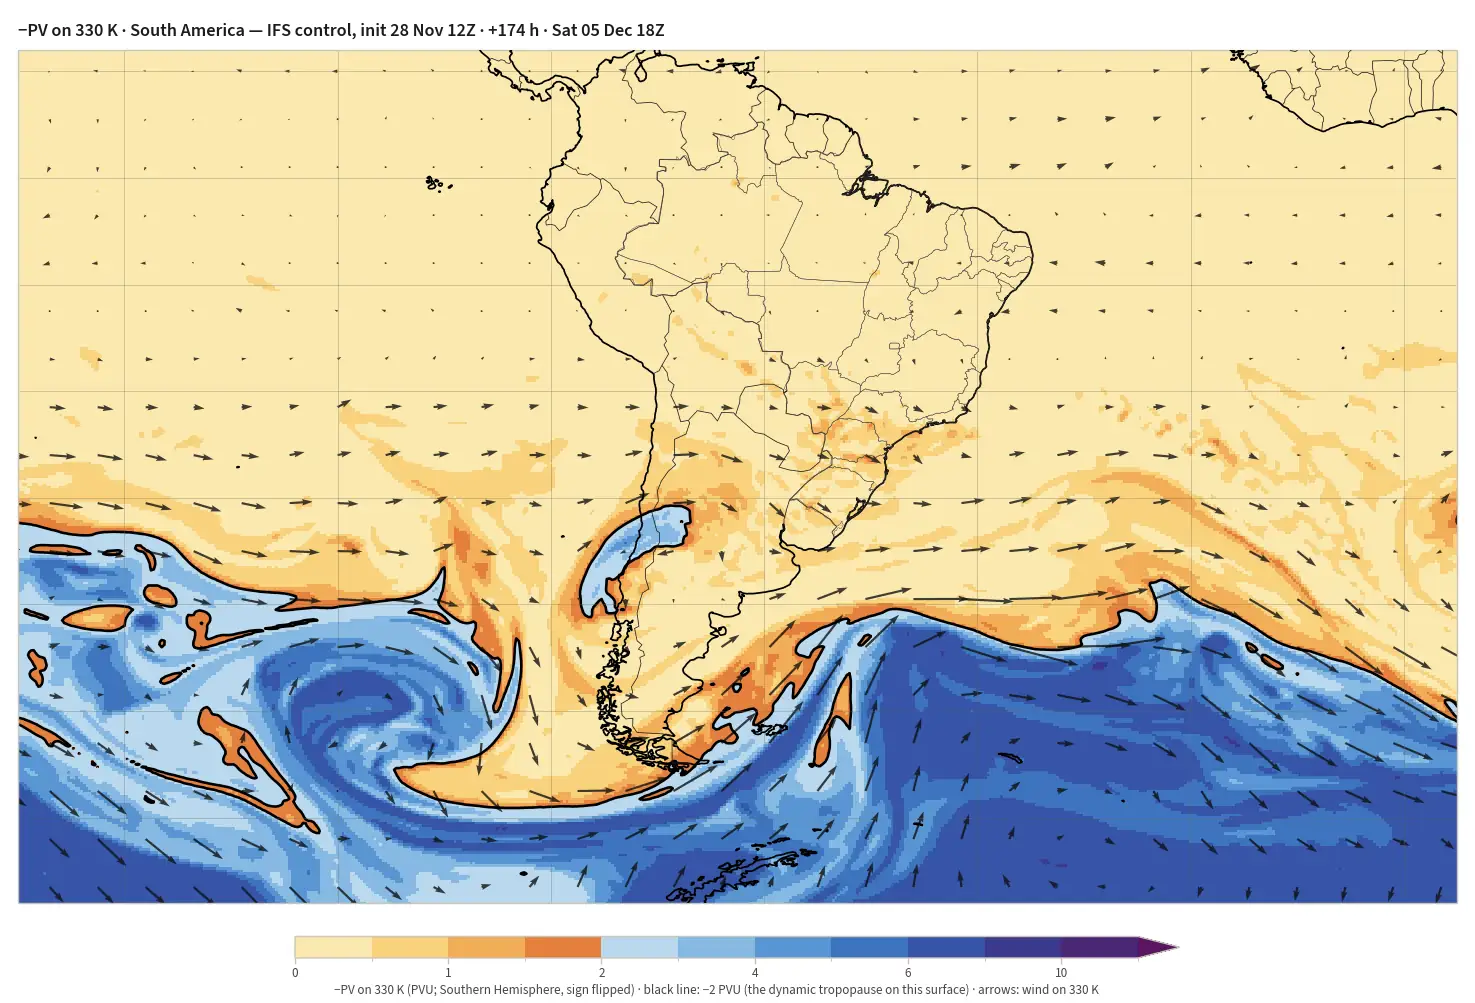 −PV on 330 K · South America — IFS control, init 28 Nov 12Z · +174 h · Sat 05 Dec 18Z
0 1 2 4 6 10
−PV on 330 K (PVU; Southern Hemisphere, sign flipped) · black line: −2 PVU (the dynamic tropopause on this surface) · arrows: wind on 330 K